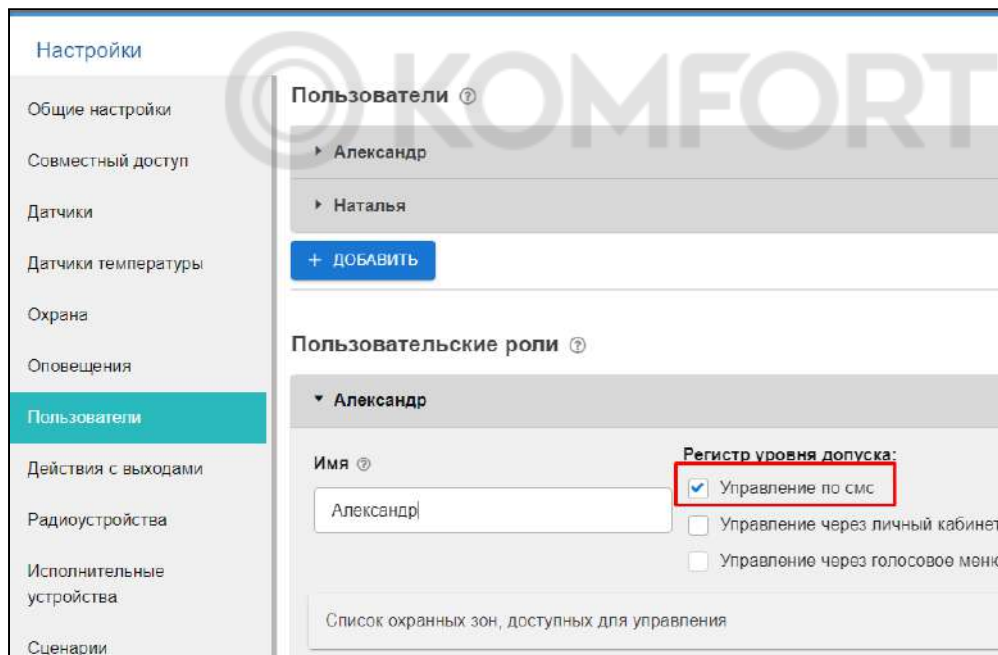 KOMFORT
Настройки
Общие настройки
Совместный доступ
Датчики
Датчики температуры
Охрана
Оповещения
Пользователи
Действия с выходами
Радиоустройства
Исполнительные
устройства
Сценарии
Пользователи
Александр
Наталья
+ ДОБАВИТЬ
Пользовательские роли
Александр
Имя
Александр
Регистр уровня допуска:
Управление по смс
Управление через личный кабинет
Управление через голосовое
Список охранных зон, доступных для управления